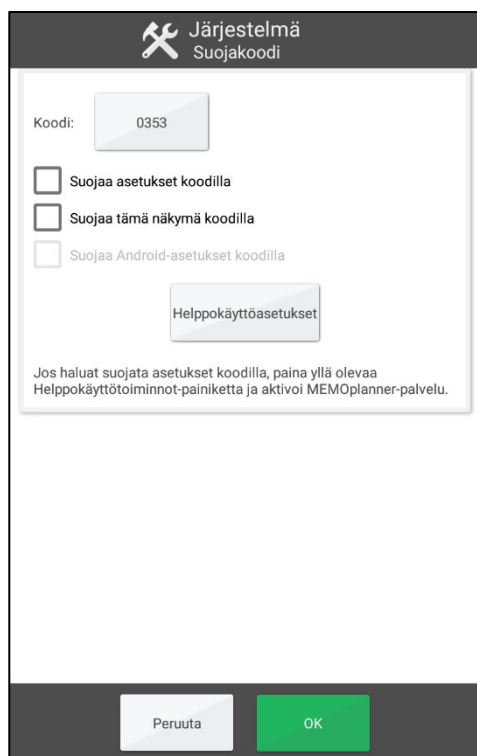 Järjestelmä
Suojakoodi
Koodi:
0353
Suojaa asetukset koodilla
Suojaa tämä näkymä koodilla
Suojaa Android-asetukset koodilla
Helppokäyttöasetukset
Jos haluat suojata asetukset koodilla, paina yllä olevaa
Helppokäyttötoiminnot-painiketta ja aktivoi MEMOplanner-palvelu.
Peruuta
OK